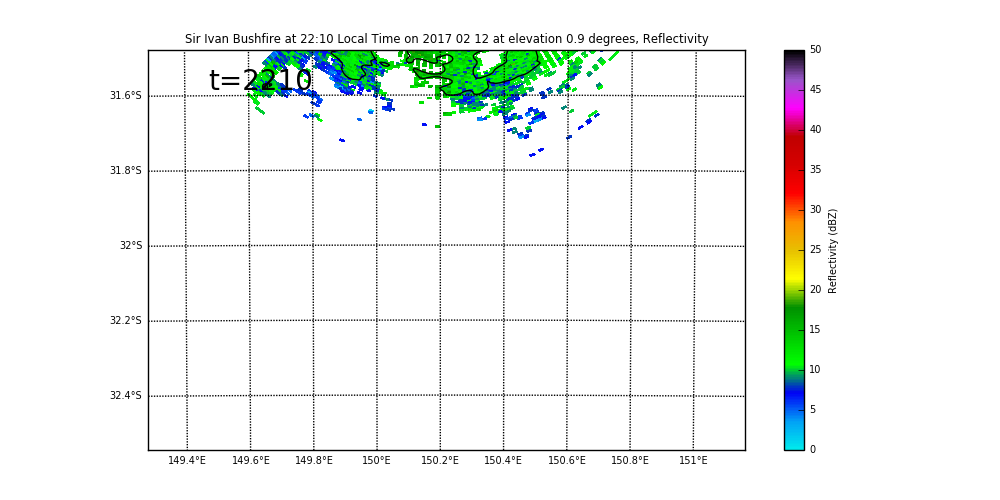 Sir Ivan Bushfire at 22:10 Local Time on 2017 02 12 at elevation 0.9 degrees, Reflectivity
t=2210
31.6°S
31.8°S
32°S
32.2°S
32.4°S
149.4°E 149.6°E 149.8°E 150°E 150.2°E 150.4°E 150.6°E 150.8°E 151°E
50
45
40
35
30
25
20
15
10
5
0
Reflectivity (dBZ)